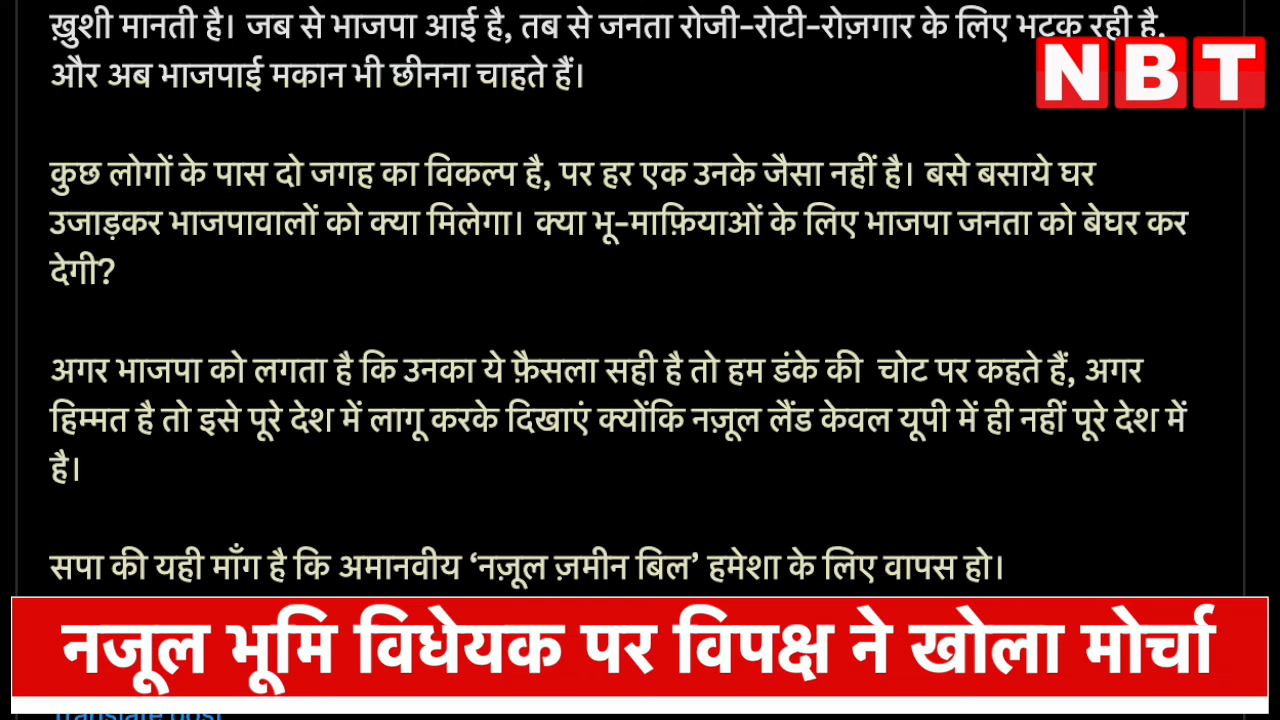 ख़ुशी मानती है। जब से भाजपा आई है, तब से जनता रोजी-रोटी-रोज़गार के लिए भटक रही है,
और अब भाजपाई मकान भी छीनना चाहते हैं।
NBT
कुछ लोगों के पास दो जगह का विकल्प है, पर हर एक उनके जैसा नहीं है। बसे बसाये घर
उजाड़कर भाजपावालों को क्या मिलेगा। क्या भू-माफ़ियाओं के लिए भाजपा जनता को बेघर कर
देगी?
अगर भाजपा को लगता है कि उनका ये फ़ैसला सही है तो हम डंके की चोट पर कहते हैं, अगर
हिम्मत है तो इसे पूरे देश में लागू करके दिखाएं क्योंकि नज़ूल लैंड केवल यूपी में ही नहीं पूरे देश में
है।
सपा की यही माँग है कि अमानवीय ‘नज़ूल ज़मीन बिल’ हमेशा के लिए वापस हो।
नजूल भूमि विधेयक पर विपक्ष ने खोला मोर्चा
Translate post